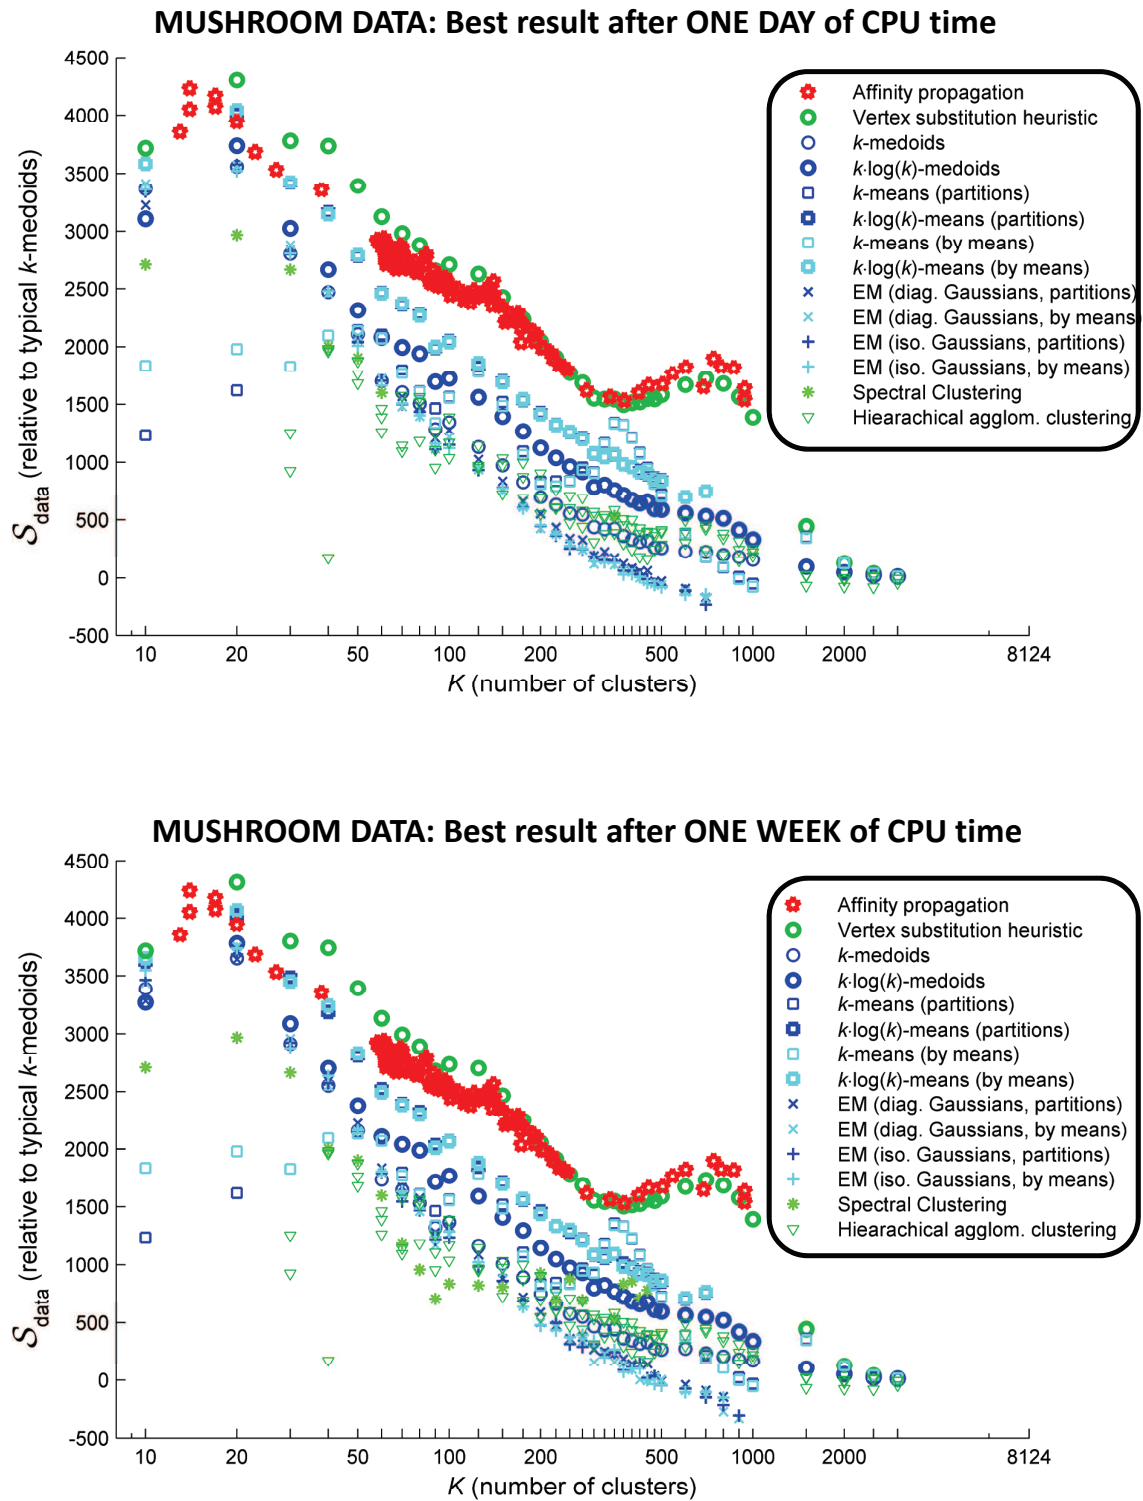 MUSHROOM DATA: Best result after ONE DAY of CPU time
4500
4000
3500
3000
2500
2000
1500
1000
500
0
-500
𝒮data (relative to typical k-medoids)
10 20 50 100 200 500 1000 2000 8124
K (number of clusters)
Affinity propagation
Vertex substitution heuristic
k-medoids
k·log(k)-medoids
k-means (partitions)
k·log(k)-means (partitions)
k-means (by means)
k·log(k)-means (by means)
EM (diag. Gaussians, partitions)
EM (diag. Gaussians, by means)
EM (iso. Gaussians, partitions)
EM (iso. Gaussians, by means)
Spectral Clustering
Hiearachical agglom. clustering
MUSHROOM DATA: Best result after ONE WEEK of CPU time
4500
4000
3500
3000
2500
2000
1500
1000
500
0
-500
𝒮data (relative to typical k-medoids)
10 20 50 100 200 500 1000 2000 8124
K (number of clusters)
Affinity propagation
Vertex substitution heuristic
k-medoids
k·log(k)-medoids
k-means (partitions)
k·log(k)-means (partitions)
k-means (by means)
k·log(k)-means (by means)
EM (diag. Gaussians, partitions)
EM (diag. Gaussians, by means)
EM (iso. Gaussians, partitions)
EM (iso. Gaussians, by means)
Spectral Clustering
Hiearachical agglom. clustering